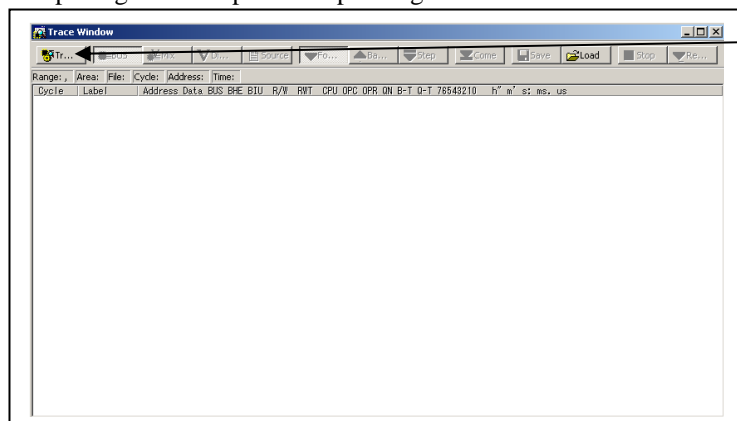 Trace Window
Tr... BUS Mix Di... Source Fo... Ba... Step Come Save Load Stop Re...
Range: , Area: File: Cycle: Address: Time:
Cycle Label Address Data BUS BHE BIU R/W RWT CPU OPC OPR QN B-T Q-T 76543210 h" m' s: ms. us